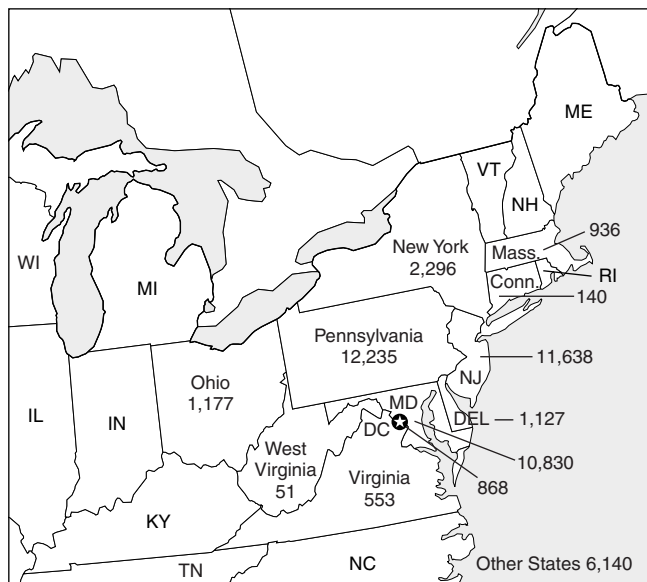 ME
VT
NH
936
New York
2,296
Mass.
WI
RI
MI
Conn.
140
Pennsylvania
12,235
11,638
Ohio
1,177
NJ
IL
IN
MD
DEL
1,127
DC
West
Virginia
51
10,830
868
Virginia
553
KY
Other States 6,140
TN
NC